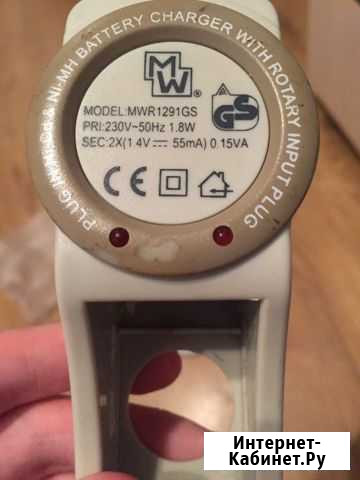 PLUG IN NI-CD & NI-MH BATTERY CHARGER WITH ROTARY INPUT PLUG
MW®
GS
MODEL:MWR1291GS
PRI:230V~50Hz 1.8W
SEC:2X(1.4V⎓ 55mA) 0.15VA
CE
Интернет-
Кабинет.Ру